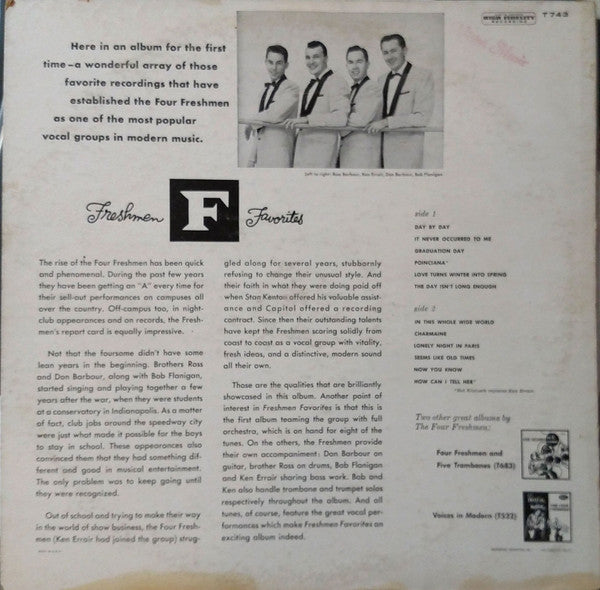 HIGH FIDELITY
RECORDING
T 743
Here in an album for the first
time—a wonderful array of those
favorite recordings that have
established the Four Freshmen
as one of the most popular
vocal groups in modern music.
Left to right: Ross Barbour, Ken Errair, Don Barbour, Bob Flanigan
Freshmen F Favorites
The rise of the Four Freshmen has been quick
and phenomenal. During the past few years
they have been getting an "A" every time for
their sell-out performances on campuses all
over the country. Off-campus too, in night-
club appearances and on records, the Fresh-
men's report card is equally impressive.
Not that the foursome didn't have some
lean years in the beginning. Brothers Ross
and Don Barbour, along with Bob Flanigan,
started singing and playing together a few
years after the war, when they were students
at a conservatory in Indianapolis. As a matter
of fact, club jobs around the speedway city
were just what made it possible for the boys
to stay in school. These appearances also
convinced them that they had something dif-
ferent and good in musical entertainment.
The only problem was to keep going until
they were recognized.
Out of school and trying to make their way
in the world of show business, the Four Fresh-
men (Ken Errair had joined the group) strug-
gled along for several years, stubbornly
refusing to change their unusual style. And
their faith in what they were doing paid off
when Stan Kenton offered his valuable assist-
ance and Capitol offered a recording
contract. Since then their outstanding talents
have kept the Freshmen scoring solidly from
coast to coast as a vocal group with vitality,
fresh ideas, and a distinctive, modern sound
all their own.
Those are the qualities that are brilliantly
showcased in this album. Another point of
interest in Freshmen Favorites is that this is
the first album teaming the group with full
orchestra, which is on hand for eight of the
tunes. On the others, the Freshmen provide
their own accompaniment: Don Barbour on
guitar, brother Ross on drums, Bob Flanigan
and Ken Errair sharing bass work. Bob and
Ken also handle trombone and trumpet solos
respectively throughout the album. And all
tunes, of course, feature the great vocal per-
formances which make Freshmen Favorites an
exciting album indeed.
side 1
DAY BY DAY
IT NEVER OCCURRED TO ME
GRADUATION DAY
POINCIANA*
LOVE TURNS WINTER INTO SPRING
THE DAY ISN'T LONG ENOUGH
side 2
IN THIS WHOLE WIDE WORLD
CHARMAINE
LONELY NIGHT IN PARIS
SEEMS LIKE OLD TIMES
NOW YOU KNOW
HOW CAN I TELL HER*
Two other great albums by
The Four Freshmen:
Four Freshmen and
Five Trombones (T683)
Voices in Modern (T522)